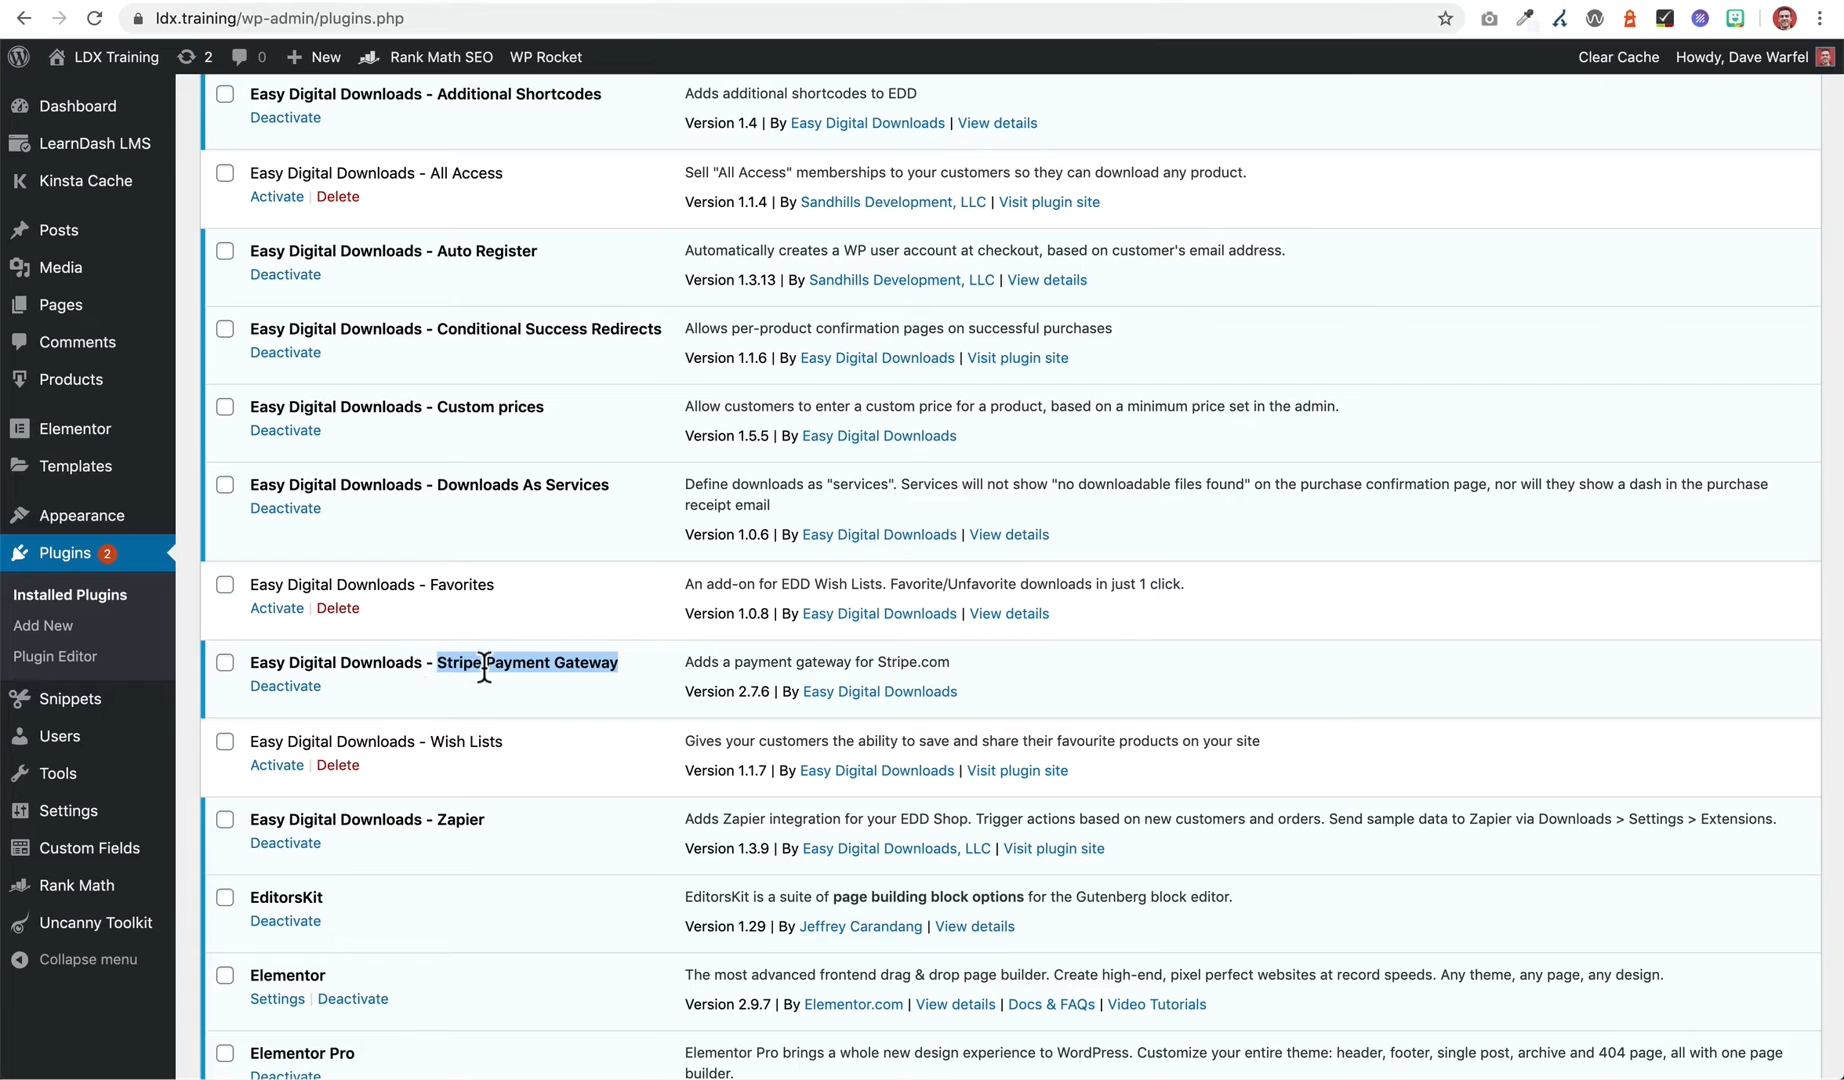 ldx.training/wp-admin/plugins.php
LDX Training 2 0 New Rank Math SEO WP Rocket Clear Cache Howdy, Dave Warfel
Dashboard
LearnDash LMS
Kinsta Cache
Posts
Media
Pages
Comments
Products
Elementor
Templates
Appearance
Plugins 2
Installed Plugins
Add New
Plugin Editor
Snippets
Users
Tools
Settings
Custom Fields
Rank Math
Uncanny Toolkit
Collapse menu
Easy Digital Downloads - Additional Shortcodes
Deactivate
Adds additional shortcodes to EDD
Version 1.4 | By Easy Digital Downloads | View details
Easy Digital Downloads - All Access
Activate | Delete
Sell "All Access" memberships to your customers so they can download any product.
Version 1.1.4 | By Sandhills Development, LLC | Visit plugin site
Easy Digital Downloads - Auto Register
Deactivate
Automatically creates a WP user account at checkout, based on customer's email address.
Version 1.3.13 | By Sandhills Development, LLC | View details
Easy Digital Downloads - Conditional Success Redirects
Deactivate
Allows per-product confirmation pages on successful purchases
Version 1.1.6 | By Easy Digital Downloads | Visit plugin site
Easy Digital Downloads - Custom prices
Deactivate
Allow customers to enter a custom price for a product, based on a minimum price set in the admin.
Version 1.5.5 | By Easy Digital Downloads
Easy Digital Downloads - Downloads As Services
Deactivate
Define downloads as "services". Services will not show "no downloadable files found" on the purchase confirmation page, nor will they show a dash in the purchase
receipt email
Version 1.0.6 | By Easy Digital Downloads | View details
Easy Digital Downloads - Favorites
Activate | Delete
An add-on for EDD Wish Lists. Favorite/Unfavorite downloads in just 1 click.
Version 1.0.8 | By Easy Digital Downloads | View details
Easy Digital Downloads - Stripe Payment Gateway
Deactivate
Adds a payment gateway for Stripe.com
Version 2.7.6 | By Easy Digital Downloads
Easy Digital Downloads - Wish Lists
Activate | Delete
Gives your customers the ability to save and share their favourite products on your site
Version 1.1.7 | By Easy Digital Downloads | Visit plugin site
Easy Digital Downloads - Zapier
Deactivate
Adds Zapier integration for your EDD Shop. Trigger actions based on new customers and orders. Send sample data to Zapier via Downloads > Settings > Extensions.
Version 1.3.9 | By Easy Digital Downloads, LLC | Visit plugin site
EditorsKit
Deactivate
EditorsKit is a suite of page building block options for the Gutenberg block editor.
Version 1.29 | By Jeffrey Carandang | View details
Elementor
Settings | Deactivate
The most advanced frontend drag & drop page builder. Create high-end, pixel perfect websites at record speeds. Any theme, any page, any design.
Version 2.9.7 | By Elementor.com | View details | Docs & FAQs | Video Tutorials
Elementor Pro
Deactivate
Elementor Pro brings a whole new design experience to WordPress. Customize your entire theme: header, footer, single post, archive and 404 page, all with one page
builder.